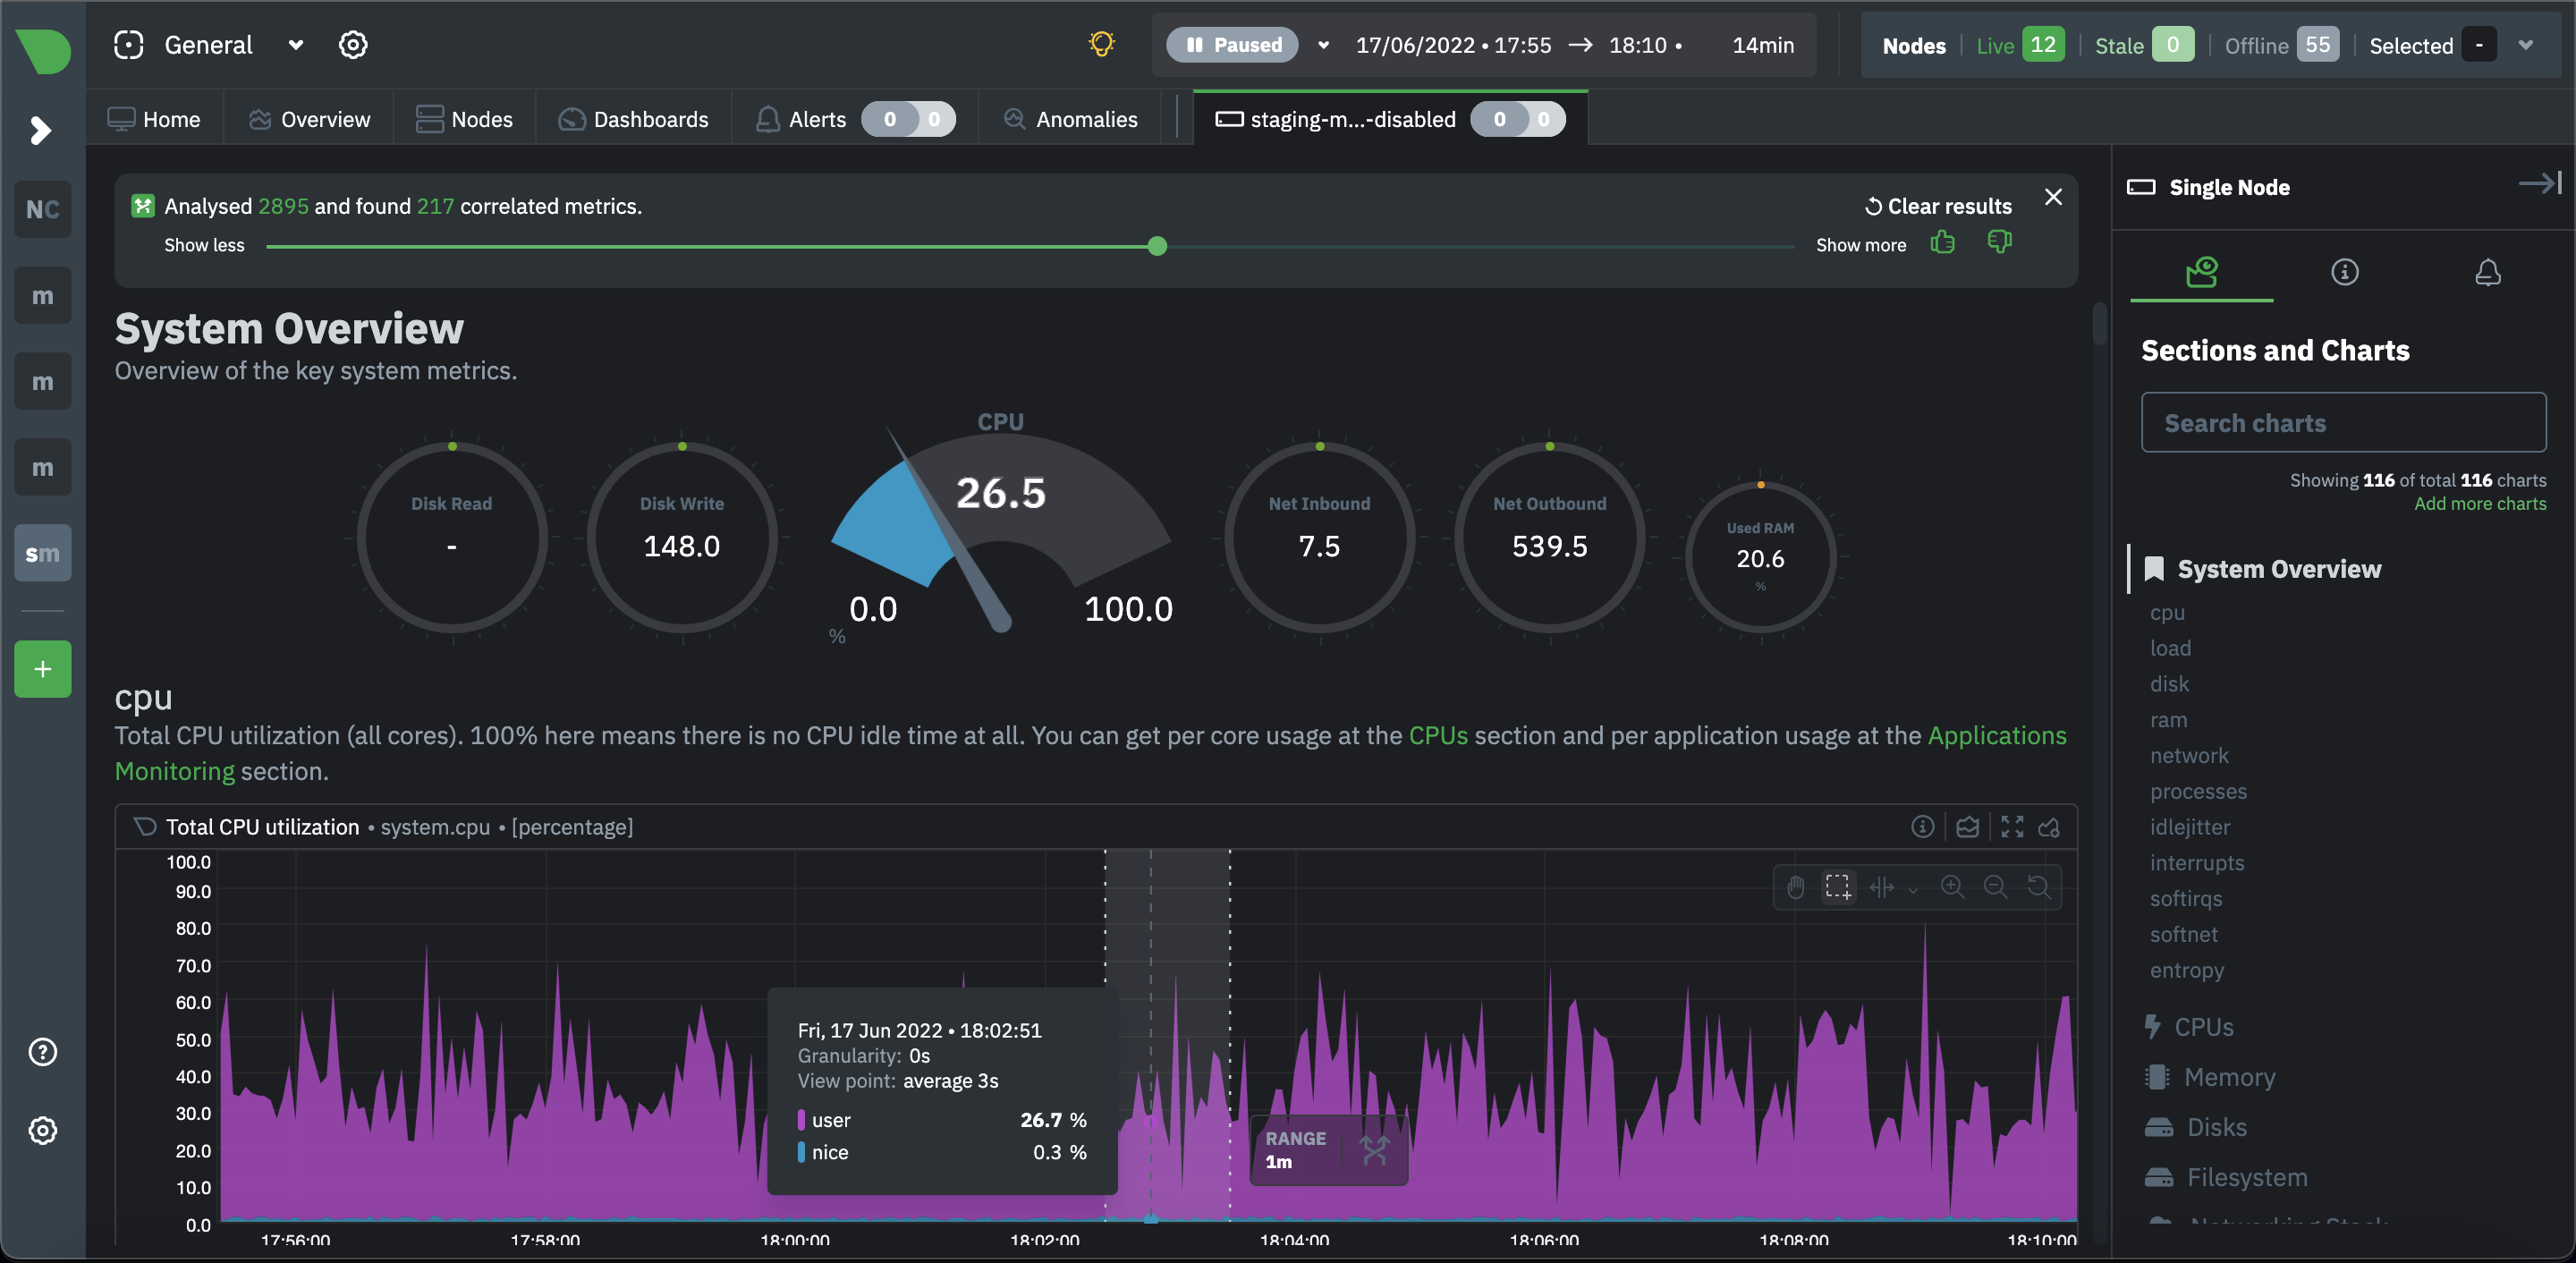 General
Paused
17/06/2022 • 17:55 → 18:10 •
14min
Nodes
Live 12
Stale 0
Offline 55
Selected -
Home
Overview
Nodes
Dashboards
Alerts 0 0
Anomalies
staging-m...-disabled 0 0
NC
m
m
m
sm
+
Analysed 2895 and found 217 correlated metrics.
Clear results
Show less
Show more
System Overview
Overview of the key system metrics.
Disk Read
-
Disk Write
148.0
CPU
26.5
0.0
100.0
%
Net Inbound
7.5
Net Outbound
539.5
Used RAM
20.6
%
cpu
Total CPU utilization (all cores). 100% here means there is no CPU idle time at all. You can get per core usage at the CPUs section and per application usage at the Applications
Monitoring section.
Total CPU utilization • system.cpu • [percentage]
100.0
90.0
80.0
70.0
60.0
50.0
40.0
30.0
20.0
10.0
0.0
Fri, 17 Jun 2022 • 18:02:51
Granularity: 0s
View point: average 3s
user 26.7 %
nice 0.3 %
RANGE
1m
17:56:00
17:58:00
18:00:00
18:02:00
18:04:00
18:06:00
18:08:00
18:10:00
Single Node
Sections and Charts
Search charts
Showing 116 of total 116 charts
Add more charts
System Overview
cpu
load
disk
ram
network
processes
idlejitter
interrupts
softirqs
softnet
entropy
CPUs
Memory
Disks
Filesystem
Networking Stack